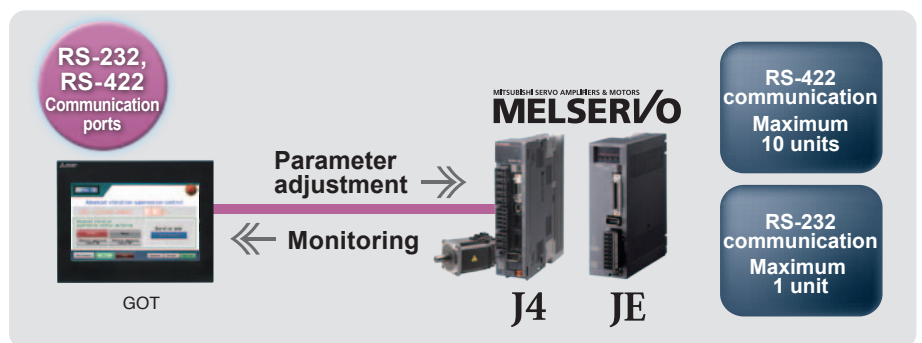 RS-232,
RS-422
Communication
ports
GOT
Parameter
adjustment
Monitoring
MITSUBISHI SERVO AMPLIFIERS & MOTORS
MELSERVO
J4
JE
RS-422
communication
Maximum
10 units
RS-232
communication
Maximum
1 unit